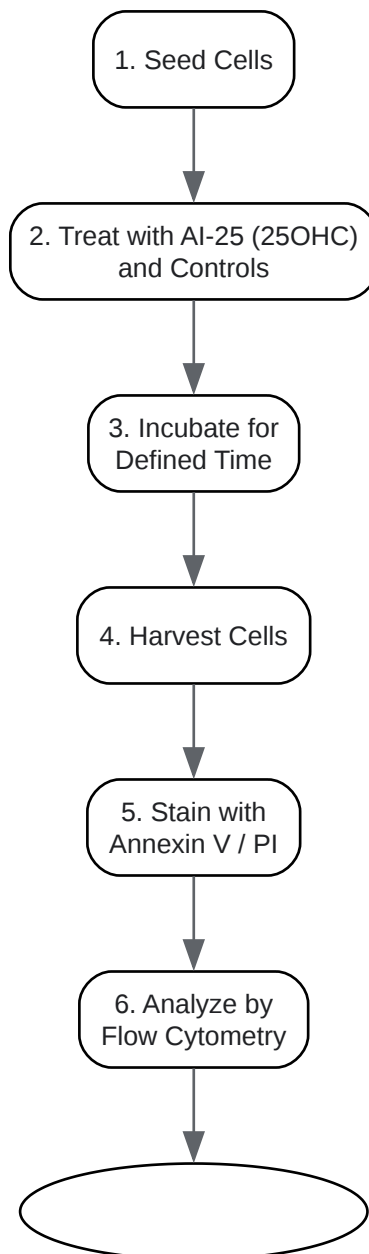 1. Seed Cells
2. Treat with AI-25 (25OHC)
and Controls
3. Incubate for
Defined Time
4. Harvest Cells
5. Stain with
Annexin V / PI
6. Analyze by
Flow Cytometry